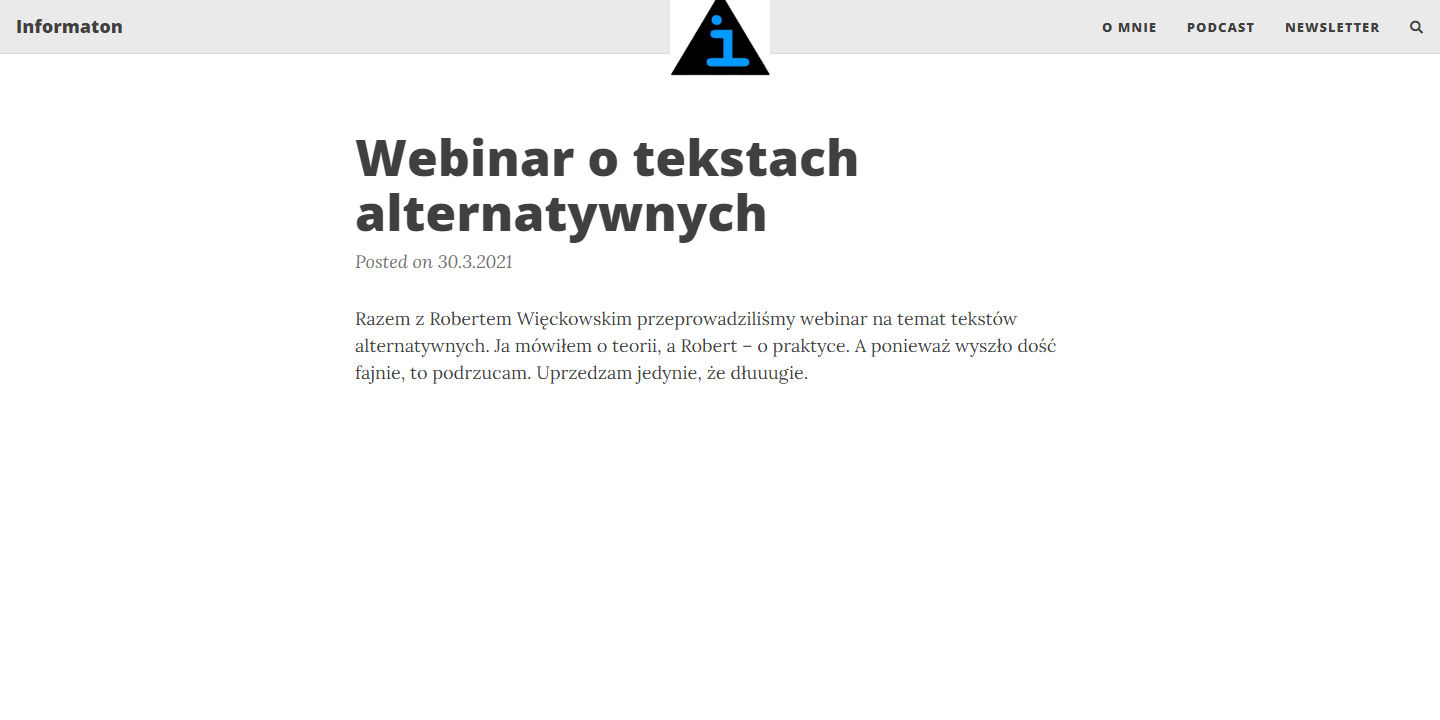 Informaton
i
O MNIE
PODCAST
NEWSLETTER
Webinar o tekstach
alternatywnych
Posted on 30.3.2021
Razem z Robertem Więckowskim przeprowadziliśmy webinar na temat tekstów
alternatywnych. Ja mówiłem o teorii, a Robert – o praktyce. A ponieważ wyszło dość
fajnie, to podrzucam. Uprzedzam jedynie, że dłuuugie.